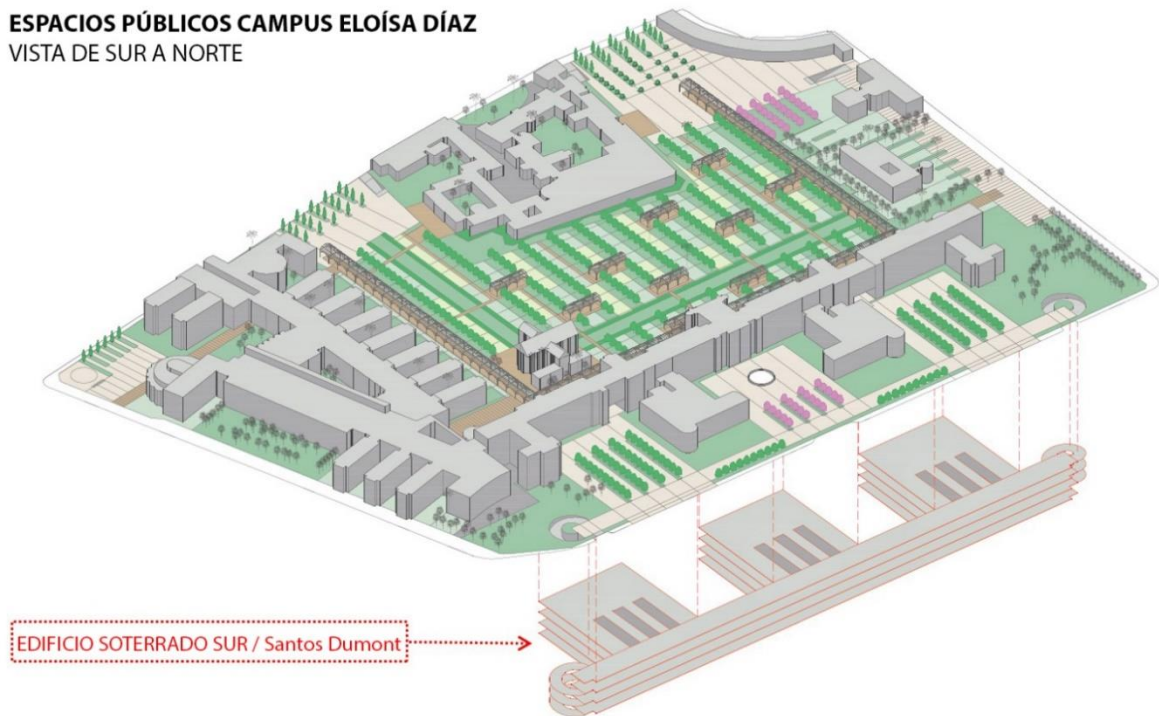 ESPACIOS PÚBLICOS CAMPUS ELOÍSA DÍAZ
VISTA DE SUR A NORTE
EDIFICIO SOTERRADO SUR / Santos Dumont